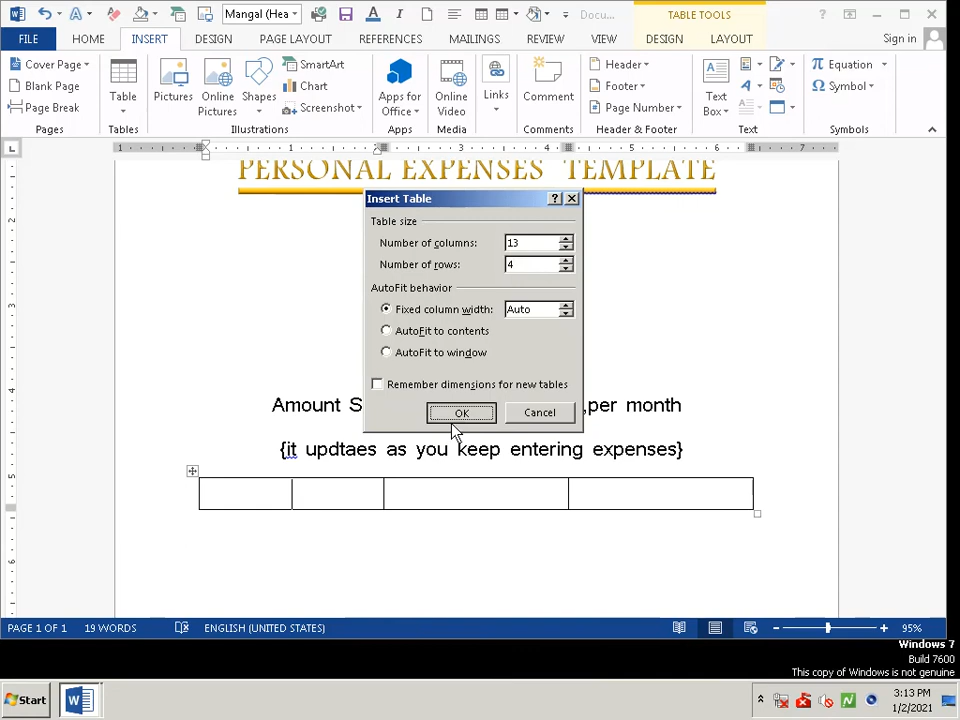 Mangal (Hea
Docu...
TABLE TOOLS
FILE
HOME
INSERT
DESIGN
PAGE LAYOUT
REFERENCES
MAILINGS
REVIEW
VIEW
DESIGN
LAYOUT
Sign in
Cover Page
Blank Page
Page Break
Pages
Table
Tables
Pictures
Online
Pictures
Shapes
SmartArt
Chart
Screenshot
Illustrations
Apps for
Office
Apps
Online
Video
Media
Links
Comment
Comments
Header
Footer
Page Number
Header & Footer
Text
Box
Text
Equation
Symbol
Symbols
PERSONAL EXPENSES TEMPLATE
Insert Table
Table size
Number of columns: 13
Number of rows: 4
AutoFit behavior
Fixed column width: Auto
AutoFit to contents
AutoFit to window
Remember dimensions for new tables
OK
Cancel
Amount S
,per month
{it updtaes as you keep entering expenses}
PAGE 1 OF 1
19 WORDS
ENGLISH (UNITED STATES)
95%
Windows 7
Build 7600
This copy of Windows is not genuine
Start
3:13 PM
1/2/2021